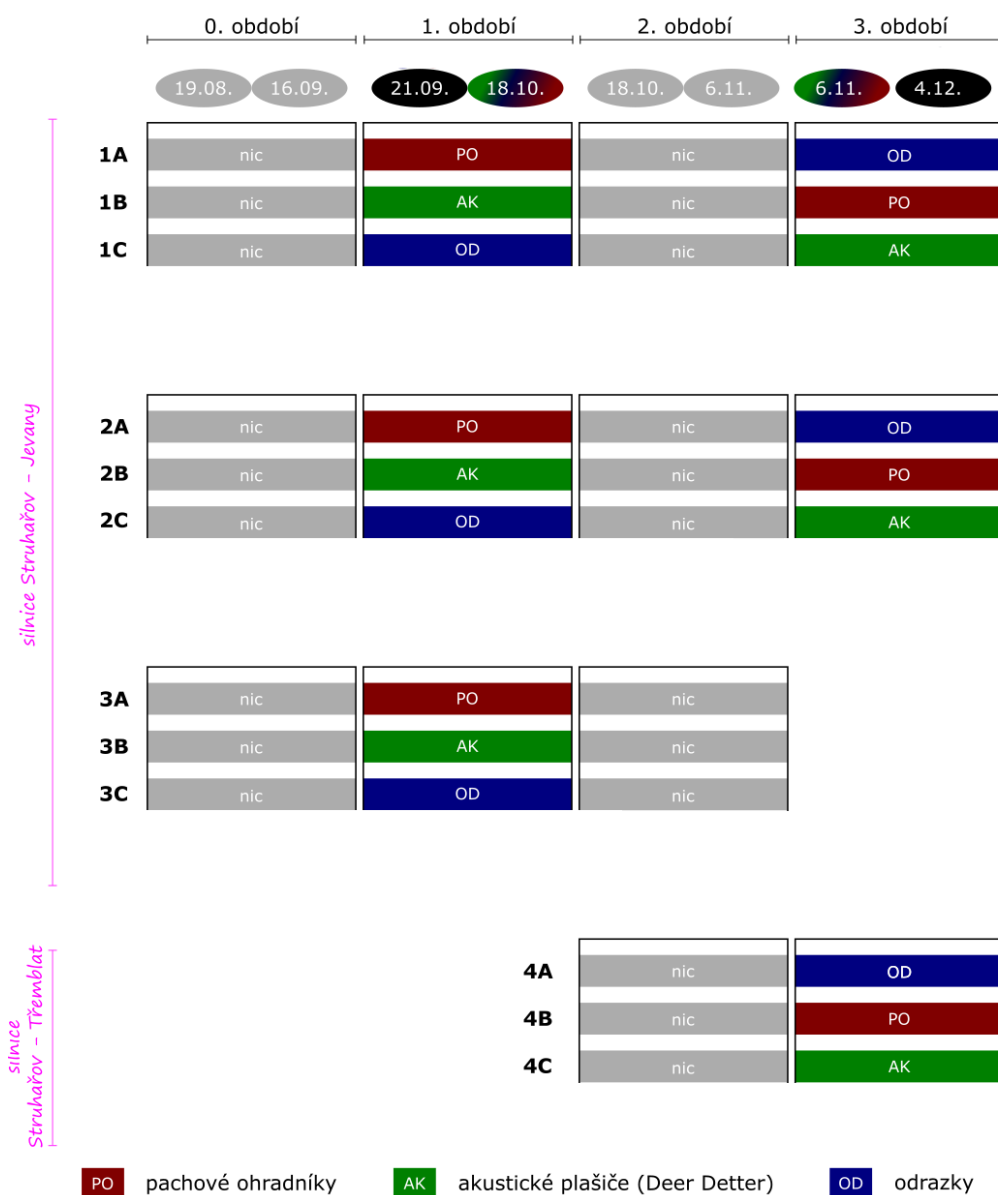 0. období 1. období 2. období 3. období
19.08. 16.09. 21.09. 18.10. 18.10. 6.11. 6.11. 4.12.
silnice Struhařov – Jevany
1A nic PO nic OD
1B nic AK nic PO
1C nic OD nic AK
2A nic PO nic OD
2B nic AK nic PO
2C nic OD nic AK
3A nic PO nic
3B nic AK nic
3C nic OD nic
silnice
Struhařov – Třemblat
4A nic OD
4B nic PO
4C nic AK
PO pachové ohradníky AK akustické plašiče (Deer Detter) OD odrazky